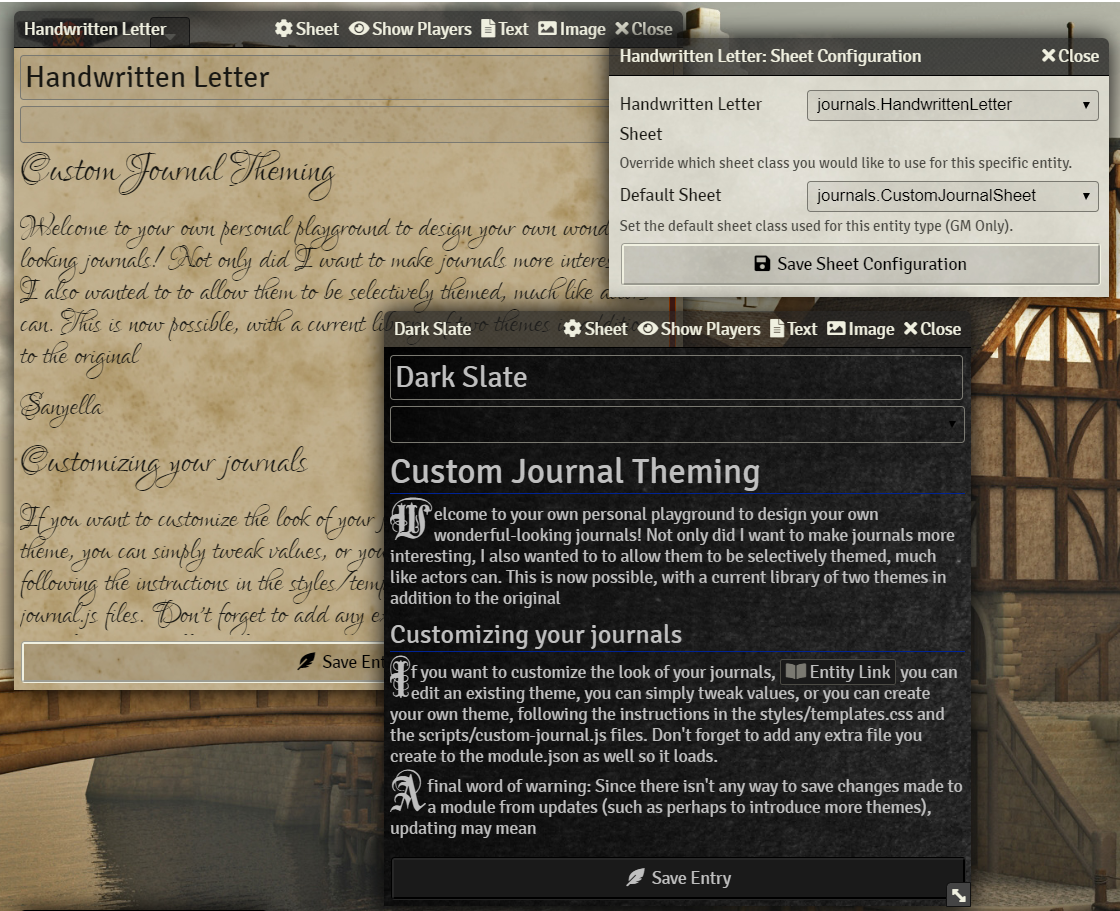 Handwritten Letter
Sheet Show Players Text Image Close
Handwritten Letter
Custom Journal Theming
Welcome to your own personal playground to design your own wond
looking journals! Not only did I want to make journals more interes
I also wanted to to allow them to be selectively themed, much like actors
can. This is now possible, with a current library of two themes in addition
to the original
Sanyella
Customizing your journals
If you want to customize the look of your j
theme, you can simply tweak values, or you
following the instructions in the styles/temp
journal.js files. Don't forget to add any e
Save Ent
Handwritten Letter: Sheet Configuration
Close
Handwritten Letter
Sheet
journals.HandwrittenLetter
Override which sheet class you would like to use for this specific entity.
Default Sheet
journals.CustomJournalSheet
Set the default sheet class used for this entity type (GM Only).
Save Sheet Configuration
Dark Slate
Sheet Show Players Text Image Close
Dark Slate
Custom Journal Theming
Welcome to your own personal playground to design your own
wonderful-looking journals! Not only did I want to make journals more
interesting, I also wanted to to allow them to be selectively themed, much
like actors can. This is now possible, with a current library of two themes in
addition to the original
Customizing your journals
If you want to customize the look of your journals, Entity Link you can
edit an existing theme, you can simply tweak values, or you can create
your own theme, following the instructions in the styles/templates.css and
the scripts/custom-journal.js files. Don't forget to add any extra file you
create to the module.json as well so it loads.
A final word of warning: Since there isn't any way to save changes made to
a module from updates (such as perhaps to introduce more themes),
updating may mean
Save Entry